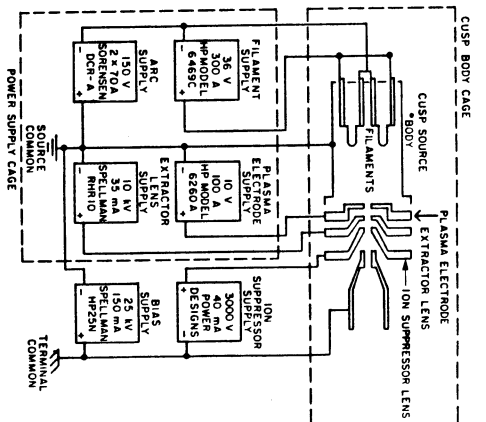 CUSP BODY CAGE
PLASMA ELECTRODE
EXTRACTOR LENS
ION SUPPRESSOR LENS
CUSP SOURCE
•BODY
FILAMENTS
FILAMENT
SUPPLY
36 V
300 A
HP MODEL
6469C
- +
PLASMA
ELECTRODE
SUPPLY
10 V
100 A
HP MODEL
6260A
- +
ION
SUPPRESSOR
SUPPLY
3000 V
40 mA
POWER
DESIGNS
- +
ARC
SUPPLY
150 V
2 x 70 A
SORENSEN
DCR-A
- +
EXTRACTOR
LENS
SUPPLY
10 kV
35 mA
SPELLMAN
RHR10
- +
BIAS
SUPPLY
25 kV
150 mA
SPELLMAN
HP25N
- +
SOURCE
COMMON
TERMINAL
COMMON
POWER SUPPLY CAGE